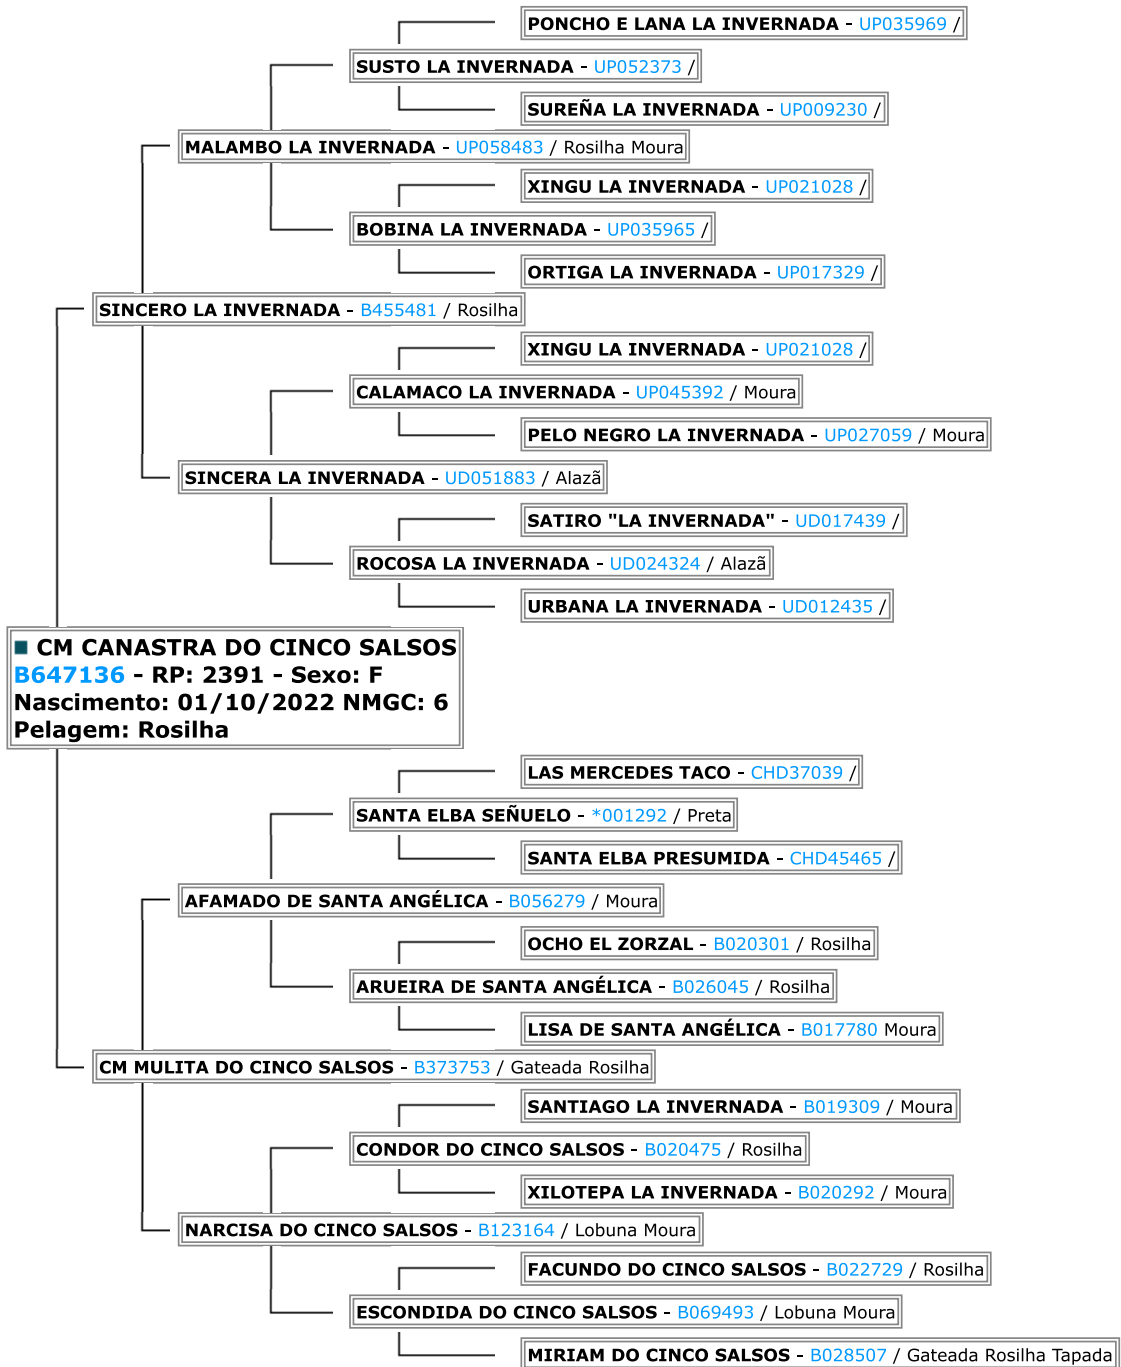 PONCHO E LANA LA INVERNADA - UP035969 /
SUSTO LA INVERNADA - UP052373 /
SUREÑA LA INVERNADA - UP009230 /
MALAMBO LA INVERNADA - UP058483 / Rosilha Moura
XINGU LA INVERNADA - UP021028 /
BOBINA LA INVERNADA - UP035965 /
ORTIGA LA INVERNADA - UP017329 /
SINCERO LA INVERNADA - B455481 / Rosilha
XINGU LA INVERNADA - UP021028 /
CALAMACO LA INVERNADA - UP045392 / Moura
PELO NEGRO LA INVERNADA - UP027059 / Moura
SINCERA LA INVERNADA - UD051883 / Alazã
SATIRO "LA INVERNADA" - UD017439 /
ROCOSA LA INVERNADA - UD024324 / Alazã
URBANA LA INVERNADA - UD012435 /
CM CANASTRA DO CINCO SALSOS
B647136 - RP: 2391 - Sexo: F
Nascimento: 01/10/2022 NMGC: 6
Pelagem: Rosilha
LAS MERCEDES TACO - CHD37039 /
SANTA ELBA SEÑUELO - *001292 / Preta
SANTA ELBA PRESUMIDA - CHD45465 /
AFAMADO DE SANTA ANGÉLICA - B056279 / Moura
OCHO EL ZORZAL - B020301 / Rosilha
ARUEIRA DE SANTA ANGÉLICA - B026045 / Rosilha
LISA DE SANTA ANGÉLICA - B017780 Moura
CM MULITA DO CINCO SALSOS - B373753 / Gateada Rosilha
SANTIAGO LA INVERNADA - B019309 / Moura
CONDOR DO CINCO SALSOS - B020475 / Rosilha
XILOTEPA LA INVERNADA - B020292 / Moura
NARCISA DO CINCO SALSOS - B123164 / Lobuna Moura
FACUNDO DO CINCO SALSOS - B022729 / Rosilha
ESCONDIDA DO CINCO SALSOS - B069493 / Lobuna Moura
MIRIAM DO CINCO SALSOS - B028507 / Gateada Rosilha Tapada